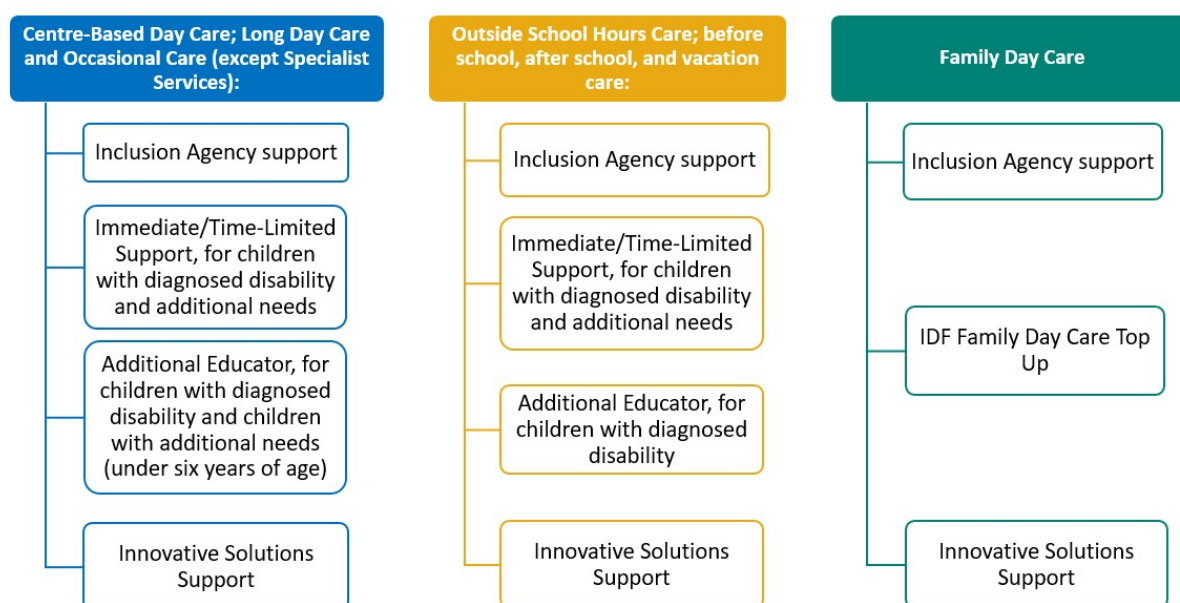 Centre-Based Day Care; Long Day Care
and Occasional Care (except Specialist
Services):
Inclusion Agency support
Immediate/Time-Limited
Support, for children
with diagnosed disability
and additional needs
Additional Educator, for
children with diagnosed
disability and children
with additional needs
(under six years of age)
Innovative Solutions
Support
Outside School Hours Care; before
school, after school, and vacation
care:
Inclusion Agency support
Immediate/Time-Limited
Support, for children
with diagnosed disability
and additional needs
Additional Educator, for
children with diagnosed
disability
Innovative Solutions
Support
Family Day Care
Inclusion Agency support
IDF Family Day Care Top
Up
Innovative Solutions
Support